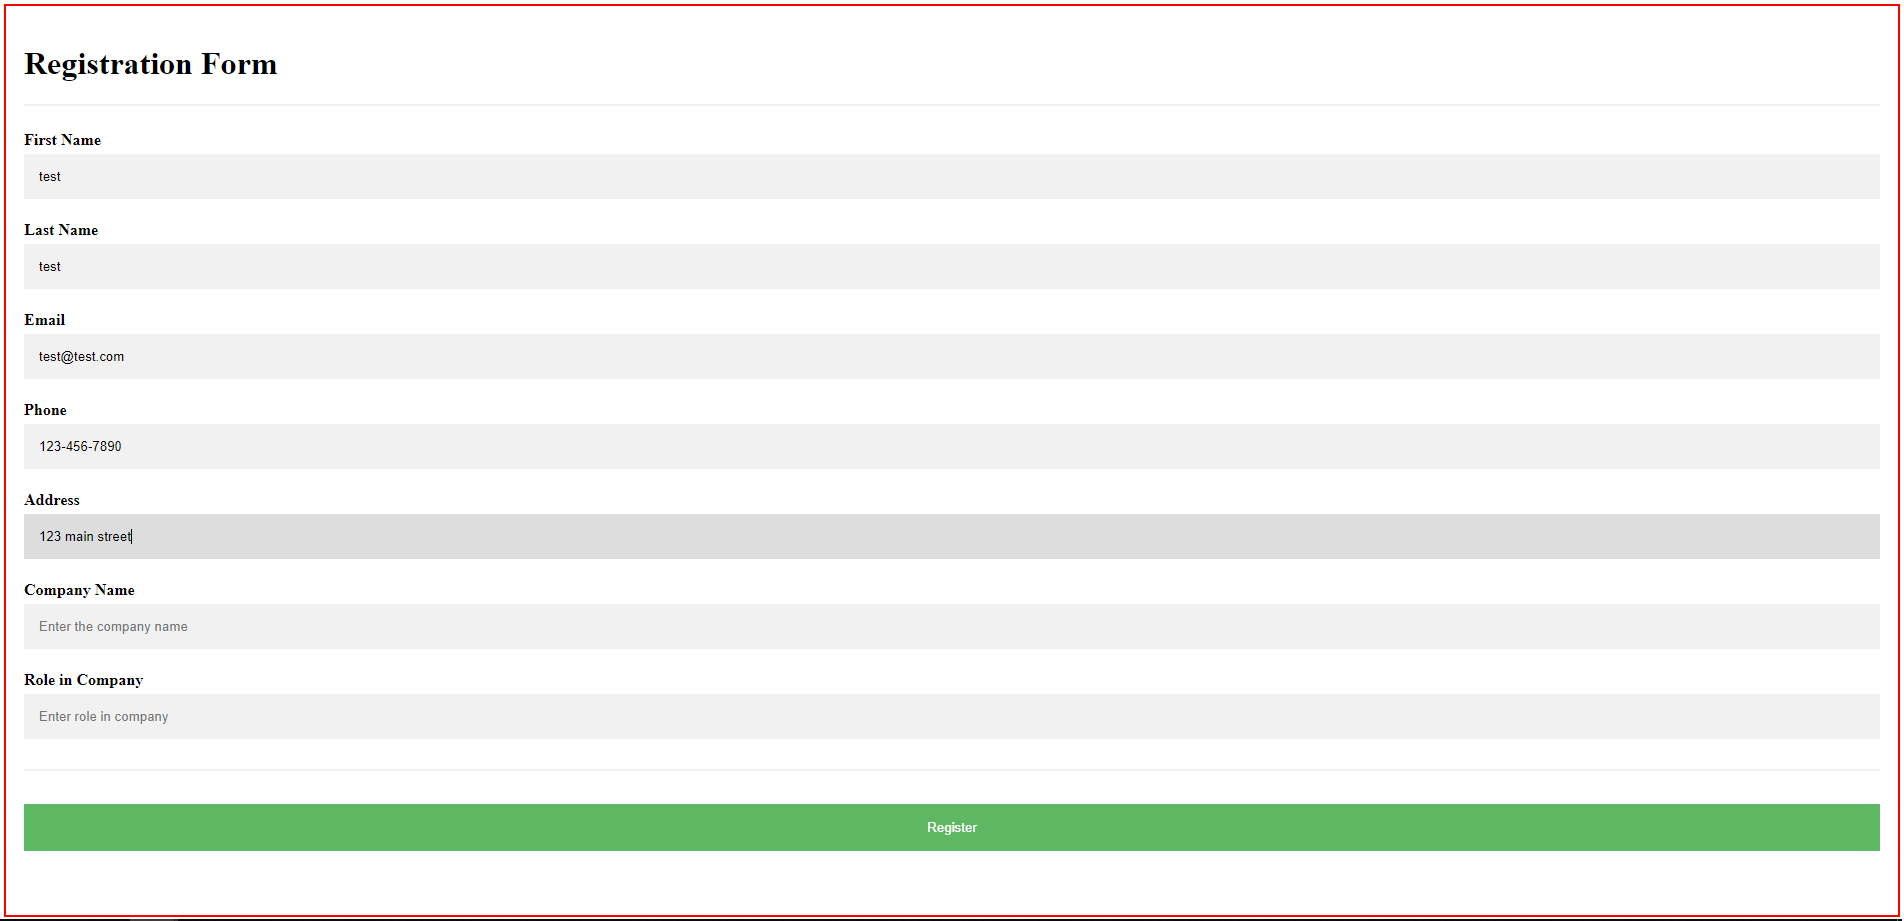 Registration Form
First Name
test
Last Name
test
Email
test@test.com
Phone
123-456-7890
Address
123 main street
Company Name
Enter the company name
Role in Company
Enter role in company
Register